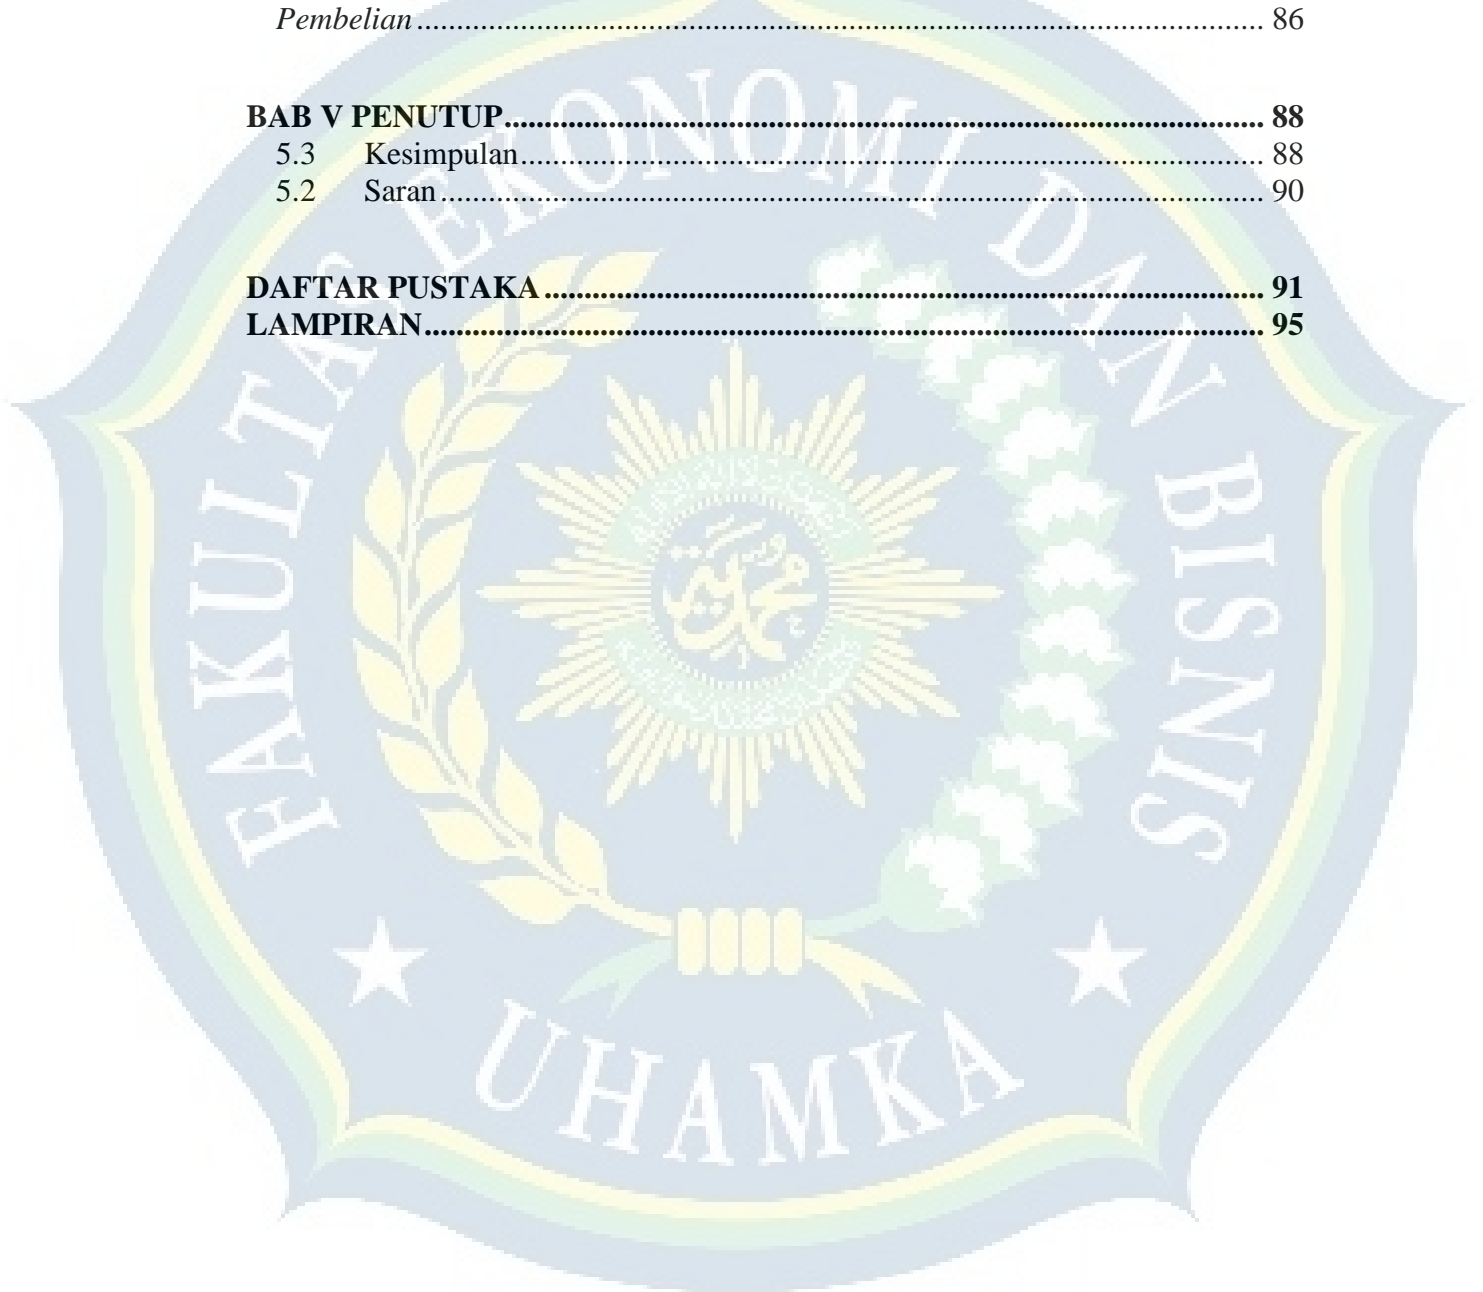 Pembelian........................................................................................................ 86
BAB V PENUTUP............................................................................................... 88
5.3 Kesimpulan............................................................................................ 88
5.2 Saran...................................................................................................... 90
DAFTAR PUSTAKA.......................................................................................... 91
LAMPIRAN........................................................................................................ 95
FAKULTAS EKONOMI DAN BISNIS
UHAMKA